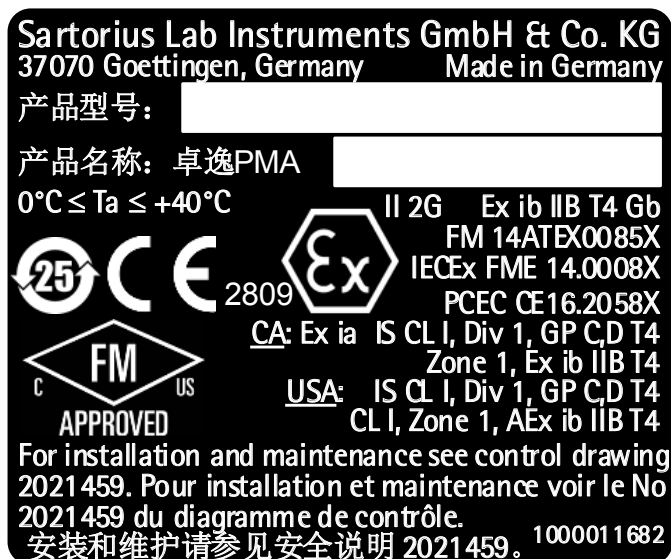 Sartorius Lab Instruments GmbH & Co. KG
37070 Goettingen, Germany Made in Germany
产品型号：
产品名称：卓逸PMA
0°C ≤ Ta ≤ +40°C
II 2G Ex ib IIB T4 Gb
FM 14ATEX0085X
IECEx FME 14.0008X
PCEC CE16.2058X
25 CE 2809 Ex
CA: Ex ia IS CL I, Div 1, GP C,D T4
Zone 1, Ex ib IIB T4
USA: IS CL I, Div 1, GP C,D T4
CL I, Zone 1, AEx ib IIB T4
FM
C US
APPROVED
For installation and maintenance see control drawing
2021459. Pour installation et maintenance voir le No
2021459 du diagramme de contrôle.
安装和维护请参见安全说明 2021459。 1000011682